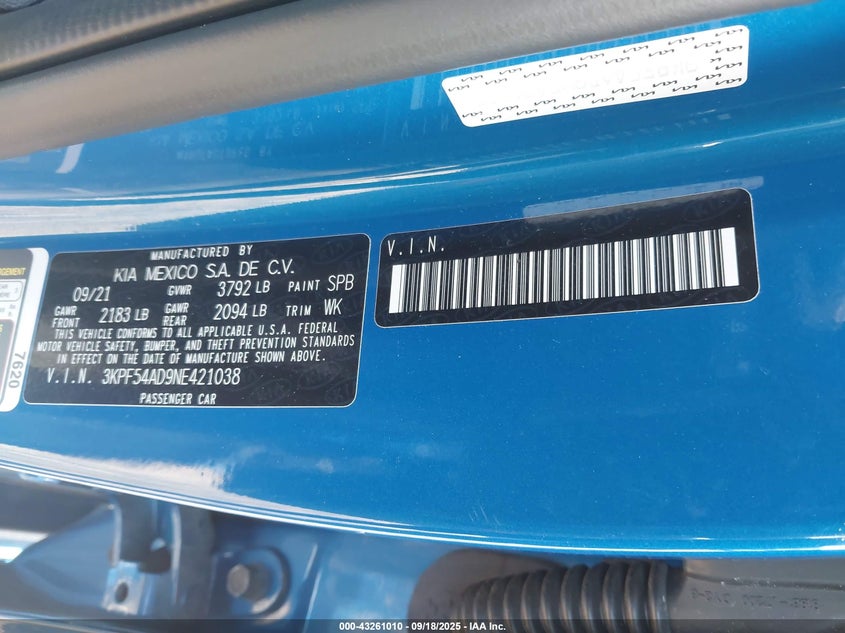 MANUFACTURED BY
KIA MEXICO S.A. DE C.V.
09/21 GVWR 3792 LB PAINT SPB
GAWR FRONT 2183 LB GAWR REAR 2094 LB TRIM WK
THIS VEHICLE CONFORMS TO ALL APPLICABLE U.S.A. FEDERAL
MOTOR VEHICLE SAFETY, BUMPER, AND THEFT PREVENTION STANDARDS
IN EFFECT ON THE DATE OF MANUFACTURE SHOWN ABOVE.
V.I.N. 3KPF54AD9NE421038
PASSENGER CAR
V.I.N.
7620
000-43261010 - 09/18/2025 - IAA Inc.